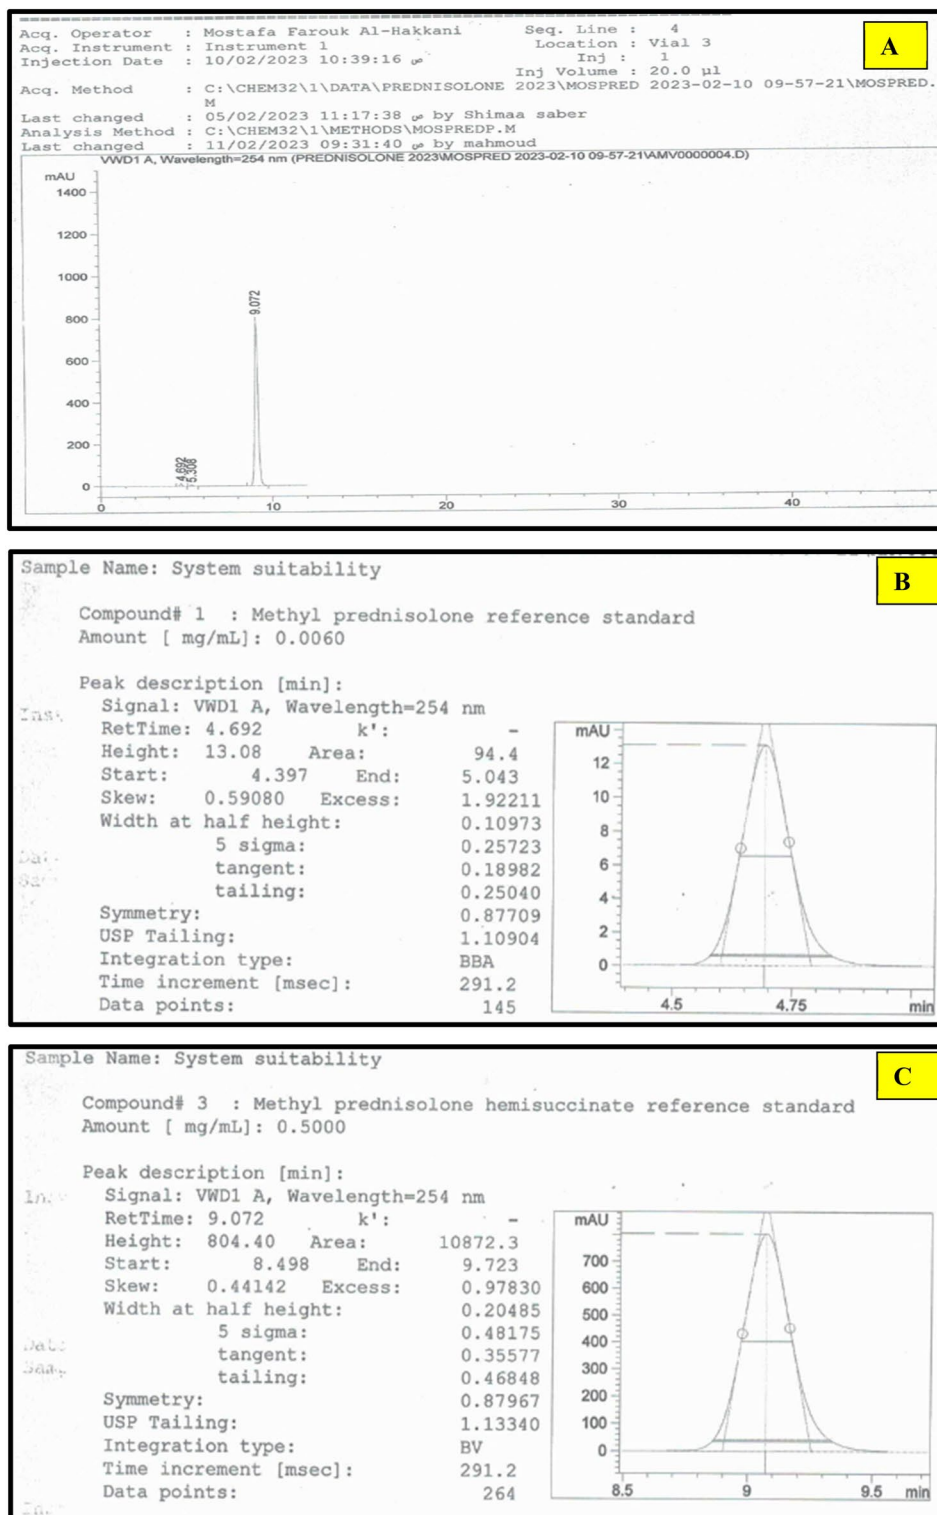 Acq. Operator : Mostafa Farouk Al-Hakkani Seq. Line : 4
Acq. Instrument : Instrument 1 Location : Vial 3
Injection Date : 10/02/2023 10:39:16 ص Inj : 1
Inj Volume : 20.0 µl
Acq. Method : C:\CHEM32\1\DATA\PREDNISOLONE 2023\MOSPRED 2023-02-10 09-57-21\MOSPRED.
M
Last changed : 05/02/2023 11:17:38 ص by Shimaa saber
Analysis Method : C:\CHEM32\1\METHODS\MOSPREDP.M
Last changed : 11/02/2023 09:31:40 ص by mahmoud
A
VWD1 A, Wavelength=254 nm (PREDNISOLONE 2023\MOSPRED 2023-02-10 09-57-21\AMV0000004.D)
mAU
1400
1200
1000
800
600
400
200
0
9.072
4.692
5.308
0 10 20 30 40
B
Sample Name: System suitability
Compound# 1 : Methyl prednisolone reference standard
Amount [ mg/mL]: 0.0060
Peak description [min]:
Signal: VWD1 A, Wavelength=254 nm
RetTime: 4.692 k': -
Height: 13.08 Area: 94.4
Start: 4.397 End: 5.043
Skew: 0.59080 Excess: 1.92211
Width at half height: 0.10973
5 sigma: 0.25723
tangent: 0.18982
tailing: 0.25040
Symmetry: 0.87709
USP Tailing: 1.10904
Integration type: BBA
Time increment [msec]: 291.2
Data points: 145
mAU
12
10
8
6
4
2
0
4.5 4.75 min
C
Sample Name: System suitability
Compound# 3 : Methyl prednisolone hemisuccinate reference standard
Amount [ mg/mL]: 0.5000
Peak description [min]:
Signal: VWD1 A, Wavelength=254 nm
RetTime: 9.072 k': -
Height: 804.40 Area: 10872.3
Start: 8.498 End: 9.723
Skew: 0.44142 Excess: 0.97830
Width at half height: 0.20485
5 sigma: 0.48175
tangent: 0.35577
tailing: 0.46848
Symmetry: 0.87967
USP Tailing: 1.13340
Integration type: BV
Time increment [msec]: 291.2
Data points: 264
mAU
700
600
500
400
300
200
100
0
8.5 9 9.5 min